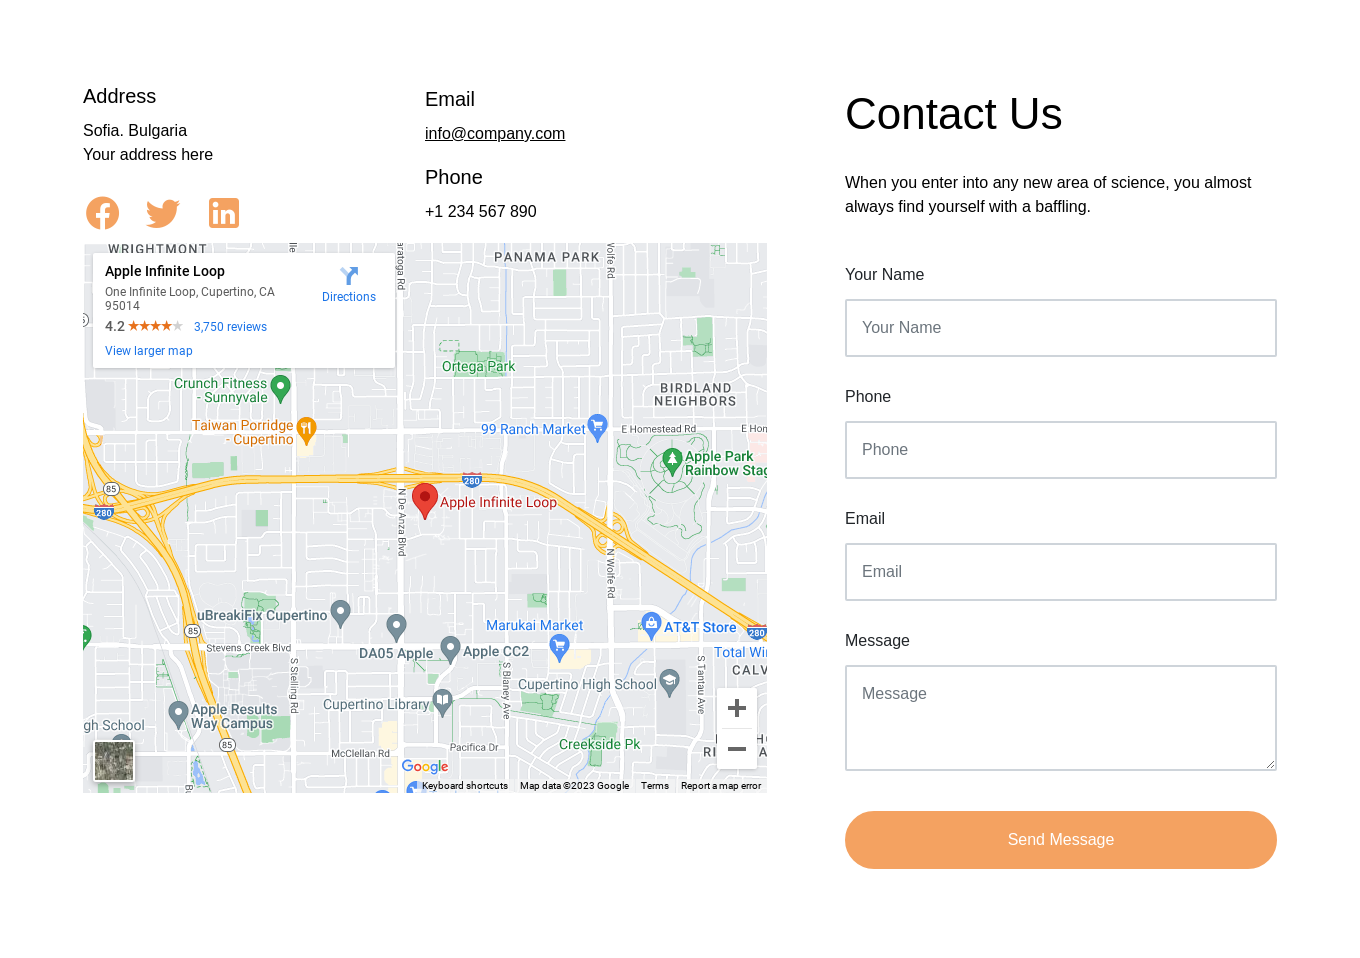 Address
Sofia. Bulgaria
Your address here
Email
info@company.com
Phone
+1 234 567 890
Contact Us
When you enter into any new area of science, you almost
always find yourself with a baffling.
Your Name
Your Name
Phone
Phone
Email
Email
Message
Message
Send Message
WRIGHTMONT
PANAMA PARK
Wolfe Rd
Apple Infinite Loop
One Infinite Loop, Cupertino, CA
95014
4.2
3,750 reviews
View larger map
Directions
Ortega Park
Crunch Fitness
- Sunnyvale
BIRDLAND
NEIGHBORS
Taiwan Porridge
- Cupertino
99 Ranch Market
E Homestead Rd
E Hom
Apple Park
Rainbow Stag
85
280
280
N De Anza Blvd
Apple Infinite Loop
N Wolfe Rd
uBreakiFix Cupertino
85
Stevens Creek Blvd
DA05 Apple
Apple CC2
Marukai Market
AT&T Store
280
Total Wi
CALV
S Stelling Rd
S Blaney Ave
S Tantau Ave
Cupertino High School
Cupertino Library
Apple Results
Way Campus
gh School
85
McClellan Rd
Pacifica Dr
Creekside Pk
Google
Keyboard shortcuts
Map data ©2023 Google
Terms
Report a map error